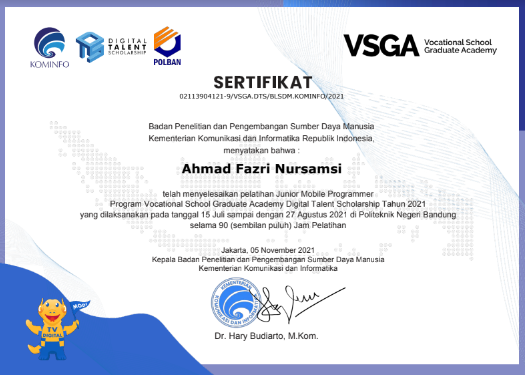 KOMINFO
DIGITAL
TALENT
SCHOLARSHIP
POLBAN
VSGA
Vocational School
Graduate Academy
SERTIFIKAT
02113904121-9/VSGA.DTS/BLSDM.KOMINFO/2021
Badan Penelitian dan Pengembangan Sumber Daya Manusia
Kementerian Komunikasi dan Informatika Republik Indonesia,
menyatakan bahwa :
Ahmad Fazri Nursamsi
telah menyelesaikan pelatihan Junior Mobile Programmer
Program Vocational School Graduate Academy Digital Talent Scholarship Tahun 2021
yang dilaksanakan pada tanggal 15 Juli sampai dengan 27 Agustus 2021 di Politeknik Negeri Bandung
selama 90 (sembilan puluh) Jam Pelatihan
Jakarta, 05 November 2021
Kepala Badan Penelitian dan Pengembangan Sumber Daya Manusia
Kementerian Komunikasi dan Informatika
KEMENTERIAN
KOMUNIKASI DAN INFORMATIKA
Dr. Hary Budiarto, M.Kom.
MODI
TV
DIGITAL